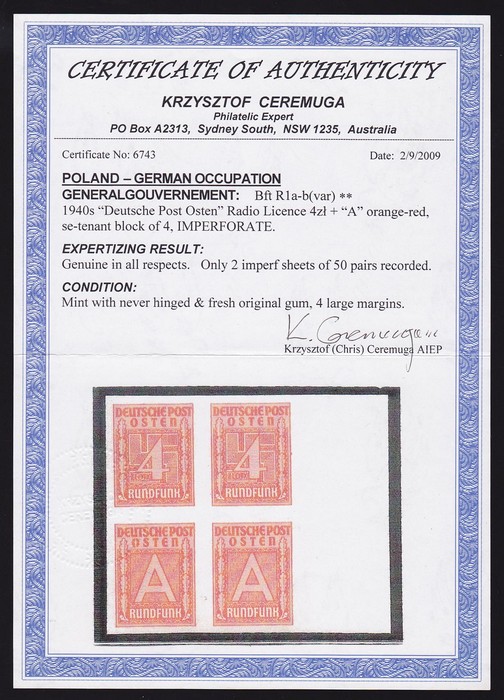 CERTIFICATE OF AUTHENTICITY
KRZYSZTOF CEREMUGA
Philatelic Expert
PO Box A2313, Sydney South, NSW 1235, Australia
Certificate No: 6743 Date: 2/9/2009
POLAND – GERMAN OCCUPATION
GENERALGOUVERNEMENT: Bft R1a-b(var) **
1940s “Deutsche Post Osten” Radio Licence 4zł + “A” orange-red,
se-tenant block of 4, IMPERFORATE.
EXPERTIZING RESULT:
Genuine in all respects. Only 2 imperf sheets of 50 pairs recorded.
CONDITION:
Mint with never hinged & fresh original gum, 4 large margins.
K. Ceremuga
Krzysztof (Chris) Ceremuga AIEP
DEUTSCHE POST DEUTSCHE POST
OSTEN OSTEN
4 4
RUNDFUNK RUNDFUNK
DEUTSCHE POST DEUTSCHE POST
OSTEN OSTEN
A A
RUNDFUNK RUNDFUNK